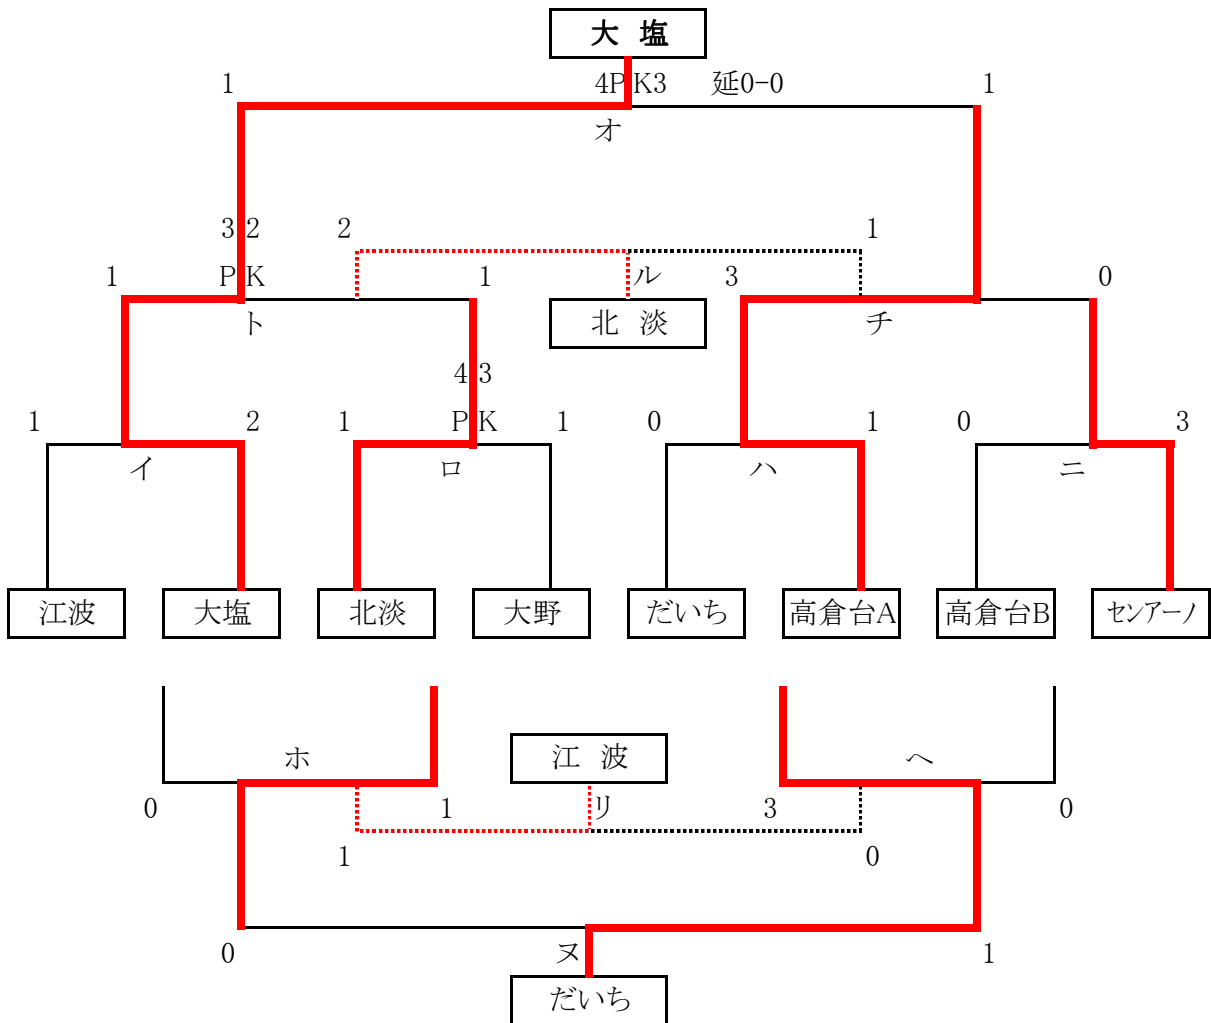 大 塩
1 4PK3 延0-0 1
オ
3 2 2 1
1 PK 1 ル 3 0
ト 北 淡 チ
4 3
1 2 1 PK 1 0 1 0 3
イ ロ ハ ニ
江波 大塩 北淡 大野 だいち 高倉台A 高倉台B センアーノ
ホ 江 波 ヘ
0 1 リ 3 0
1 0
0 ヌ 1
だいち